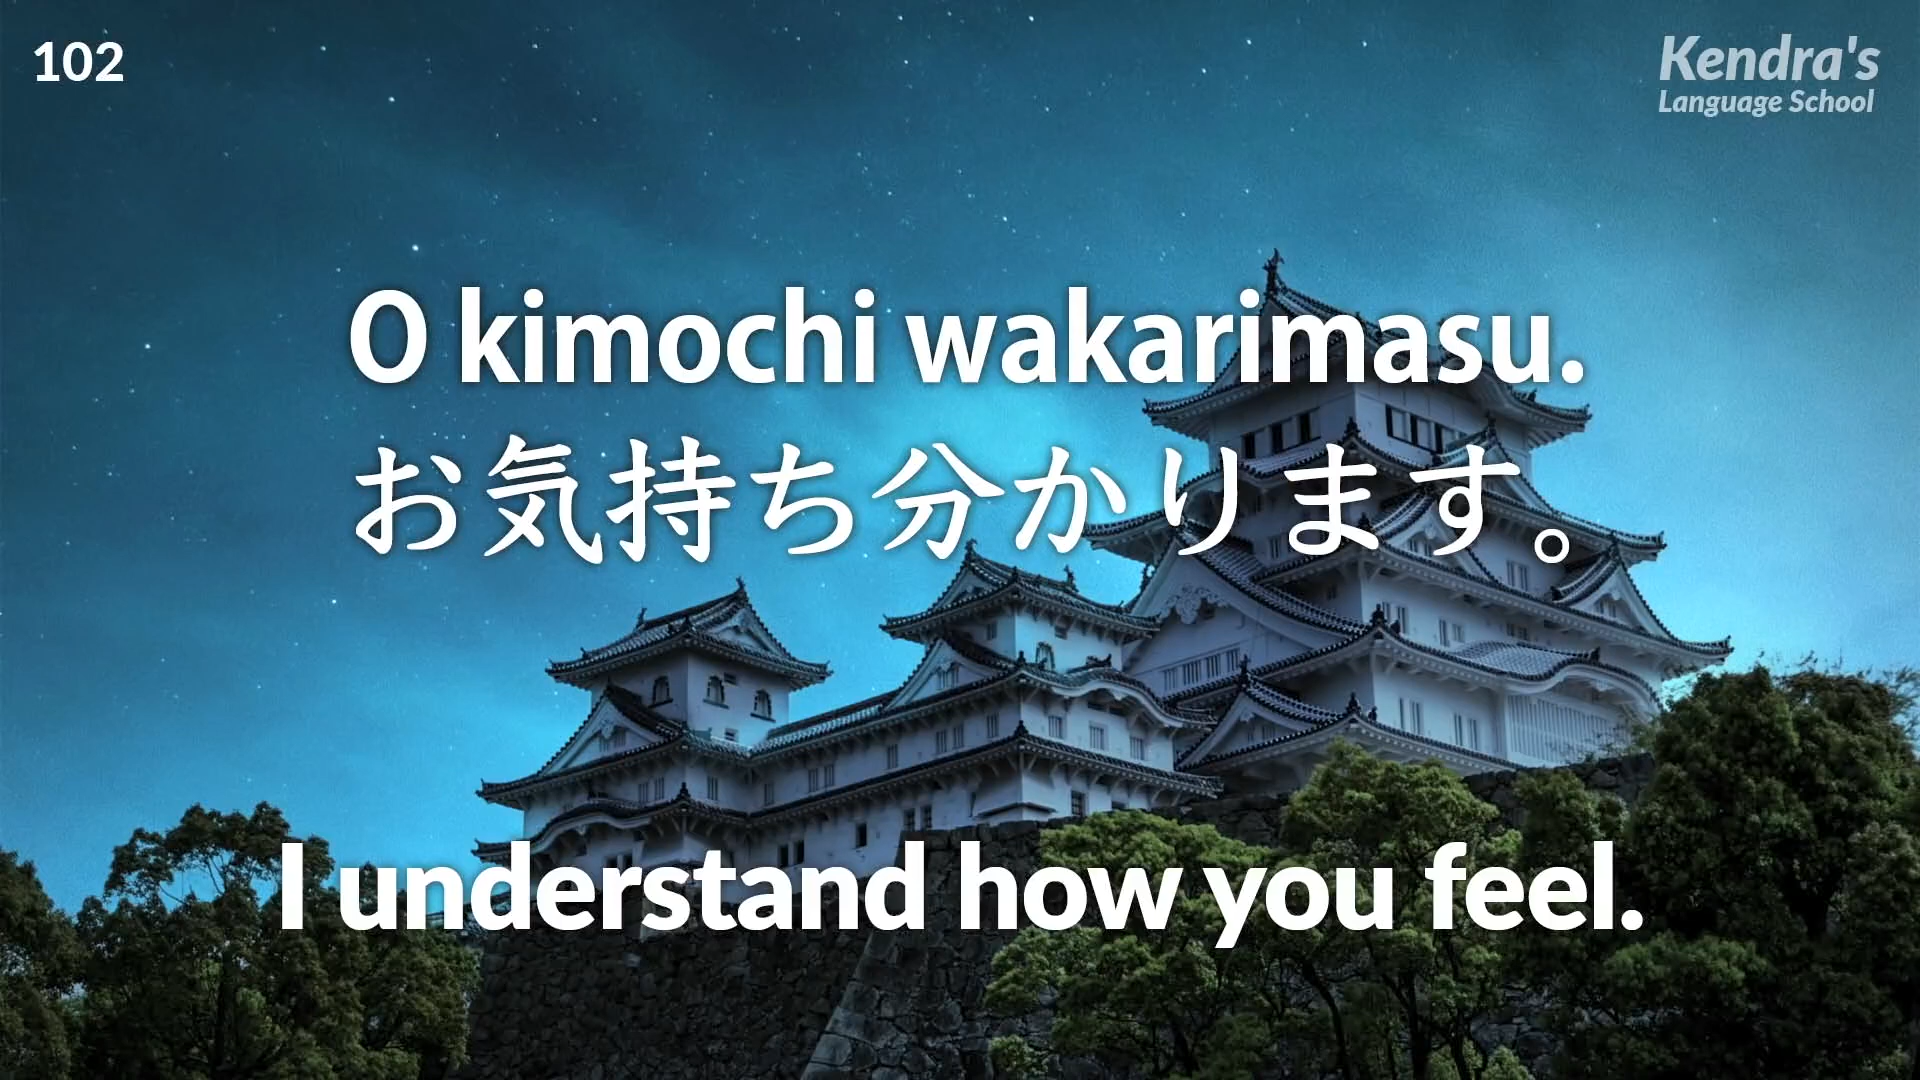 102
Kendra's
Language School
O kimochi wakarimasu.
お気持ち分かります。
I understand how you feel.